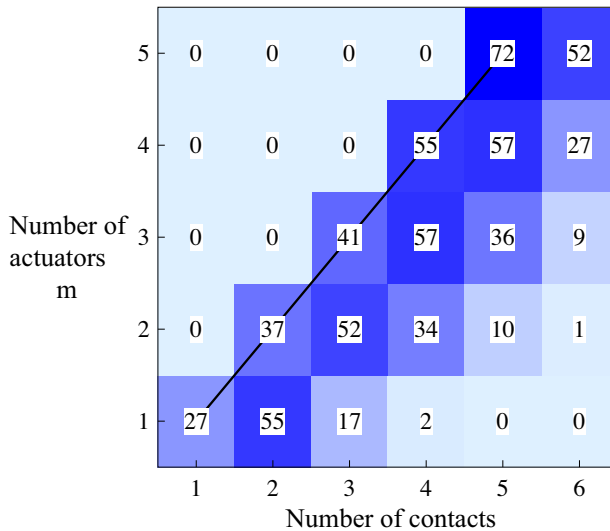 5 0 0 0 0 72 52
4 0 0 0 55 57 27
Number of
actuators
m
3 0 0 41 57 36 9
2 0 37 52 34 10 1
1 27 55 17 2 0 0
1 2 3 4 5 6
Number of contacts